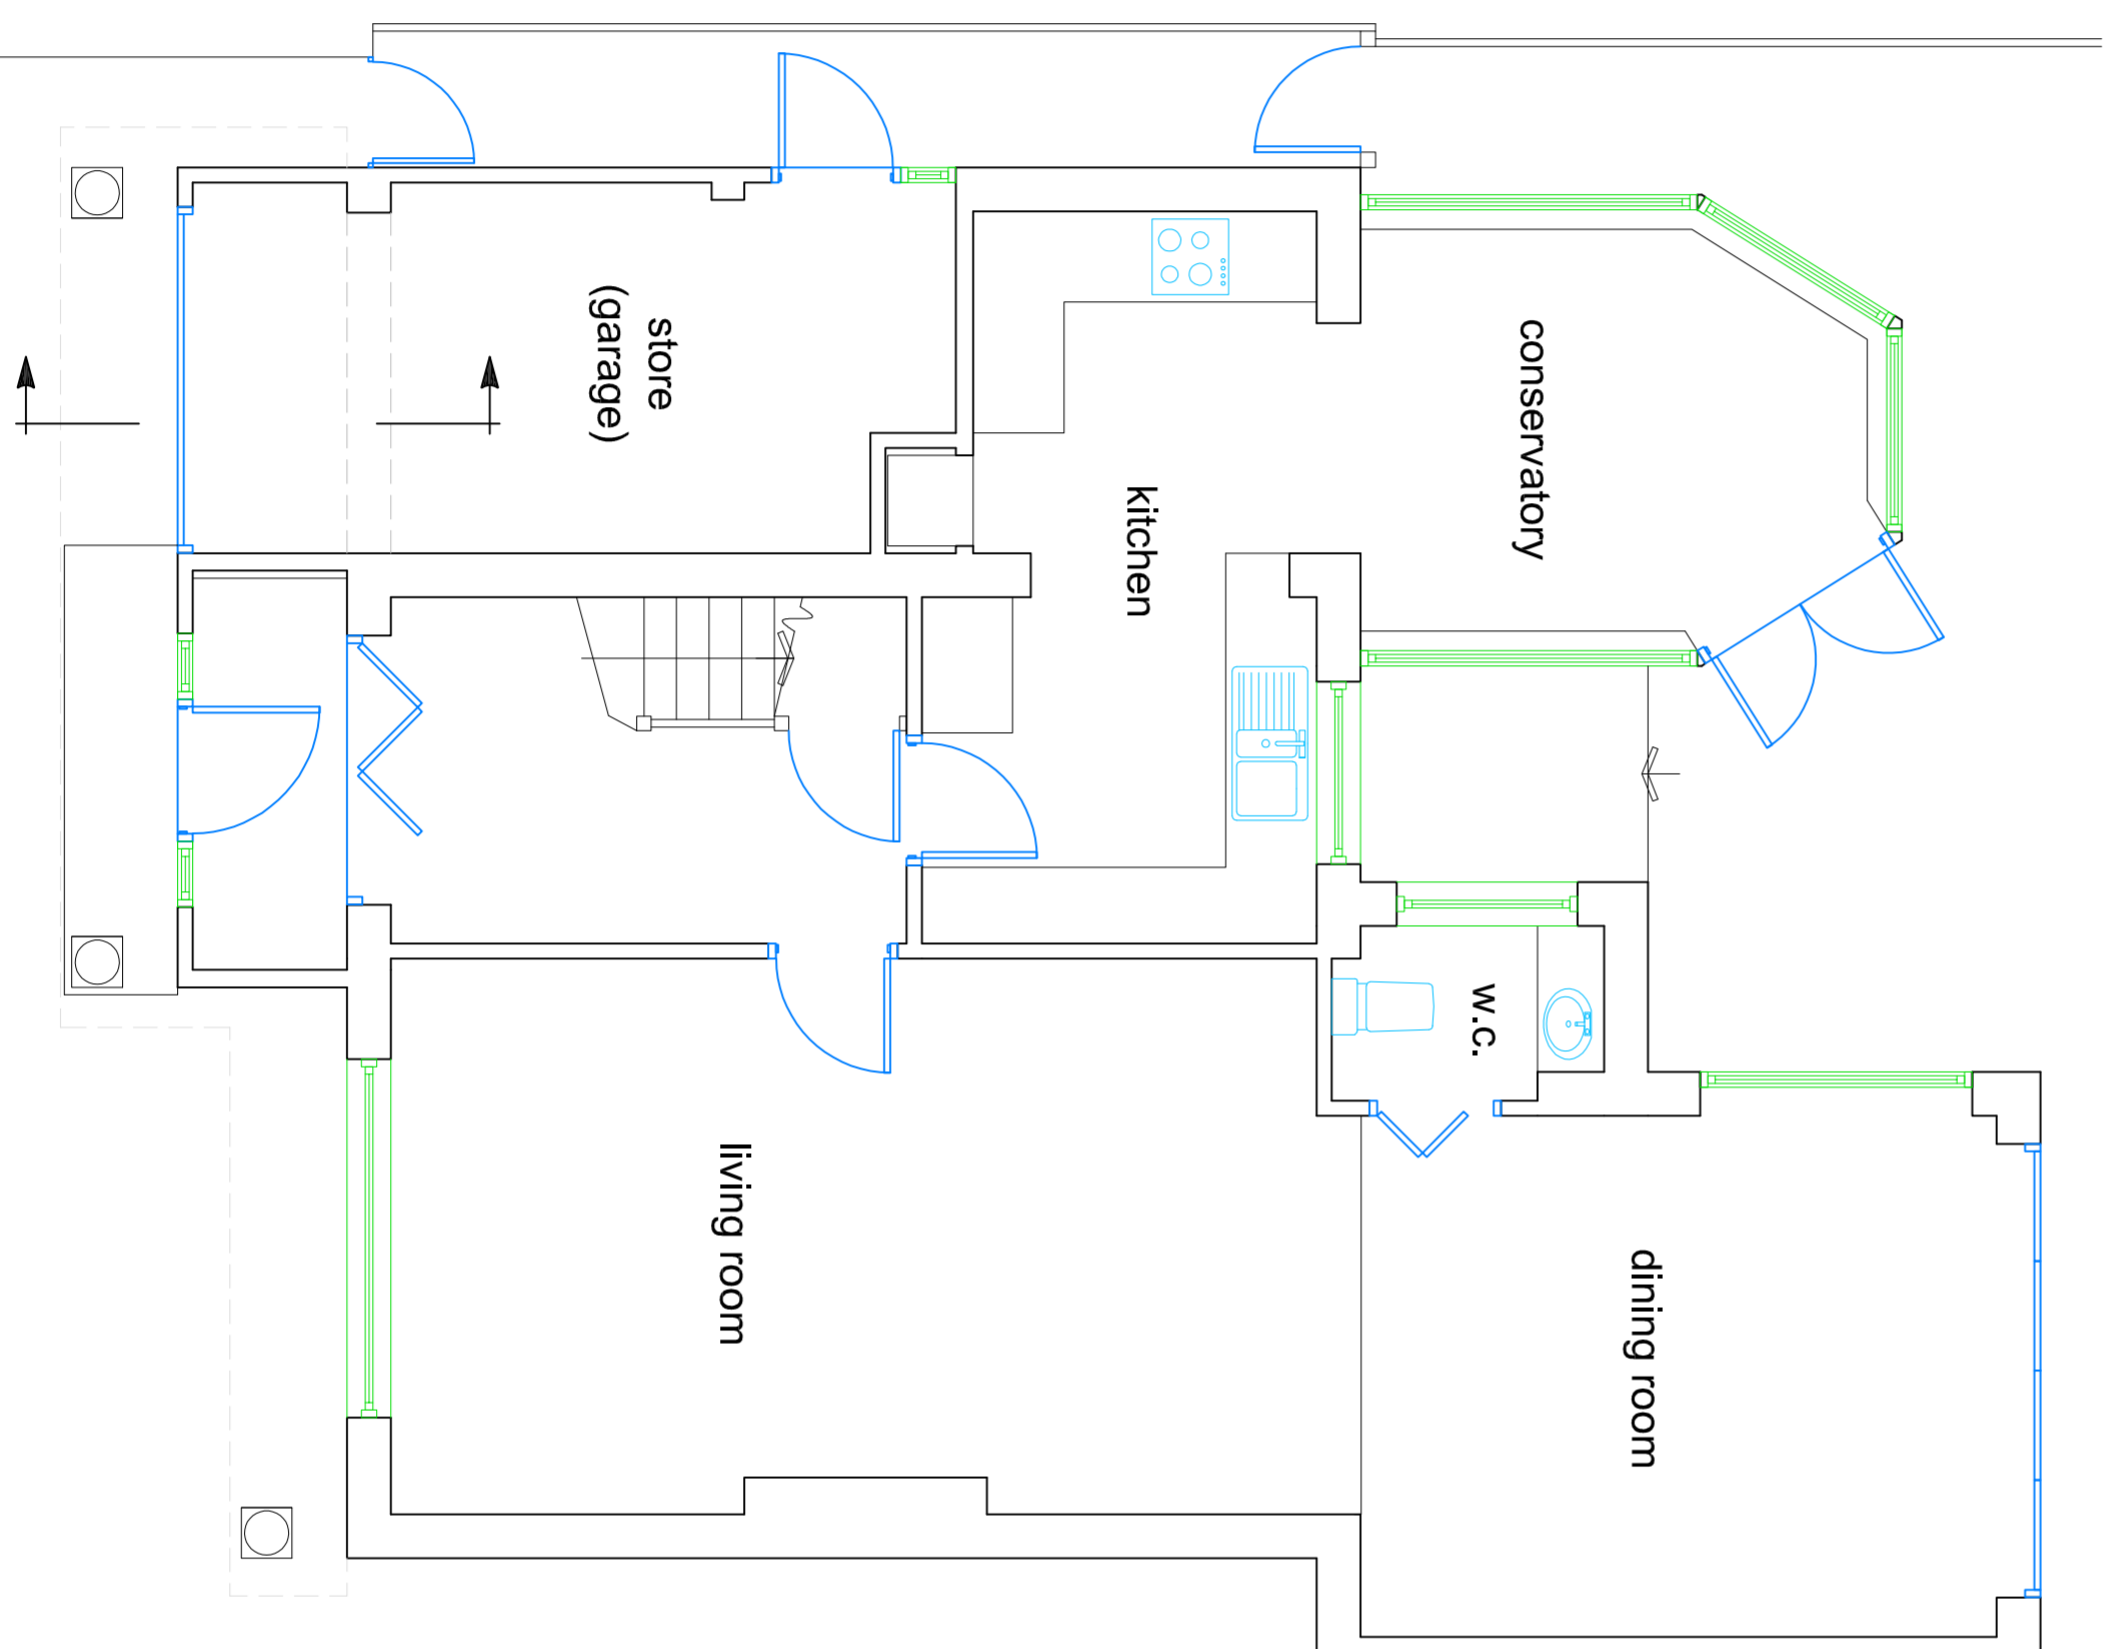 store
(garage)
kitchen
conservatory
w.c.
living room
dining room